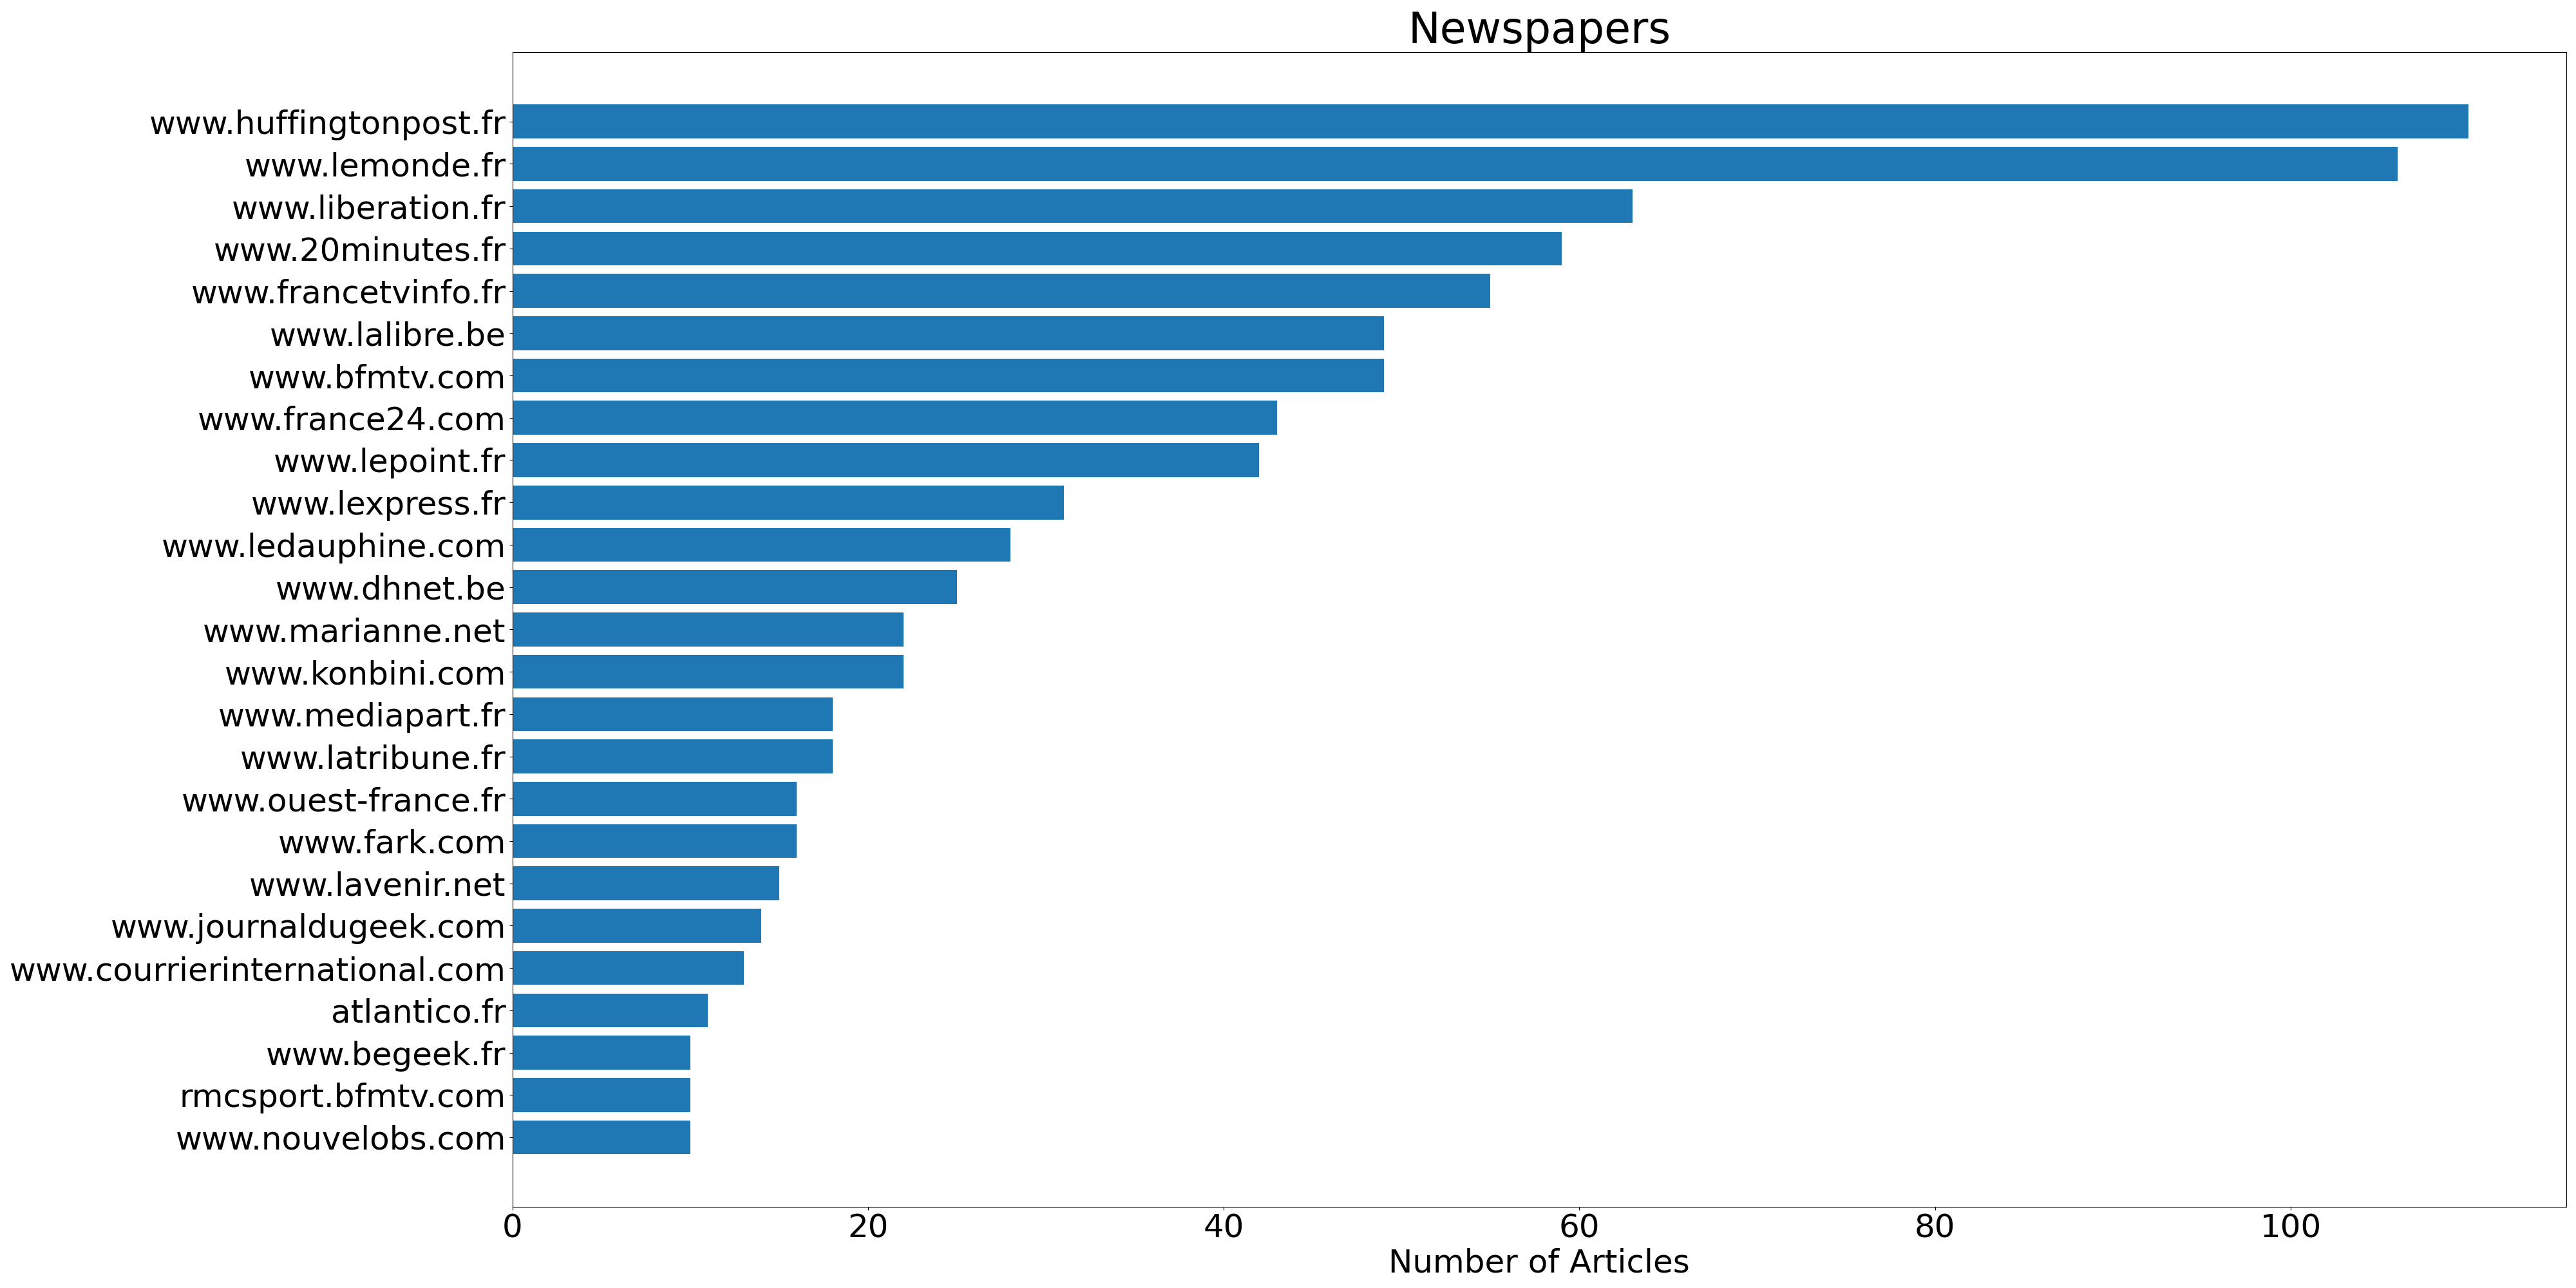 Newspapers
www.huffingtonpost.fr
www.lemonde.fr
www.liberation.fr
www.20minutes.fr
www.francetvinfo.fr
www.lalibre.be
www.bfmtv.com
www.france24.com
www.lepoint.fr
www.lexpress.fr
www.ledauphine.com
www.dhnet.be
www.marianne.net
www.konbini.com
www.mediapart.fr
www.latribune.fr
www.ouest-france.fr
www.fark.com
www.lavenir.net
www.journaldugeek.com
www.courrierinternational.com
atlantico.fr
www.begeek.fr
rmcsport.bfmtv.com
www.nouvelobs.com
0 20 40 60 80 100
Number of Articles